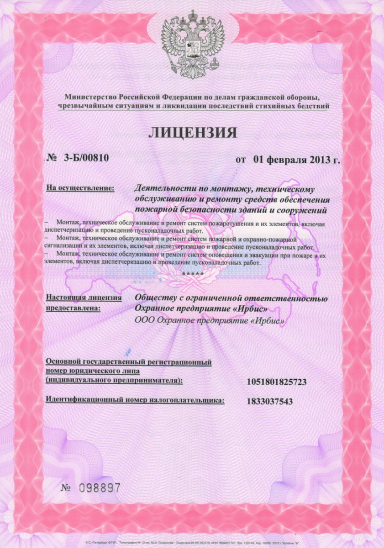 Министерство Российской Федерации по делам гражданской обороны,
чрезвычайным ситуациям и ликвидации последствий стихийных бедствий
ЛИЦЕНЗИЯ
№ 3-Б/00810 от 01 февраля 2013 г.
На осуществление: Деятельности по монтажу, техническому
обслуживанию и ремонту средств обеспечения
пожарной безопасности зданий и сооружений
– Монтаж, техническое обслуживание и ремонт систем пожаротушения и их элементов, включая
диспетчеризацию и проведение пусконаладочных работ.
– Монтаж, техническое обслуживание и ремонт систем пожарной и охранно-пожарной
сигнализации и их элементов, включая диспетчеризацию и проведение пусконаладочных работ.
– Монтаж, техническое обслуживание и ремонт систем оповещения и эвакуации при пожаре и их
элементов, включая диспетчеризацию и проведение пусконаладочных работ.
*****
Настоящая лицензия Обществу с ограниченной ответственностью
предоставлена: Охранное предприятие «Ирбис»
ООО Охранное предприятие «Ирбис»
Основной государственный регистрационный
номер юридического лица
(индивидуального предпринимателя): 1051801825723
Идентификационный номер налогоплательщика: 1833037543
№ 098897